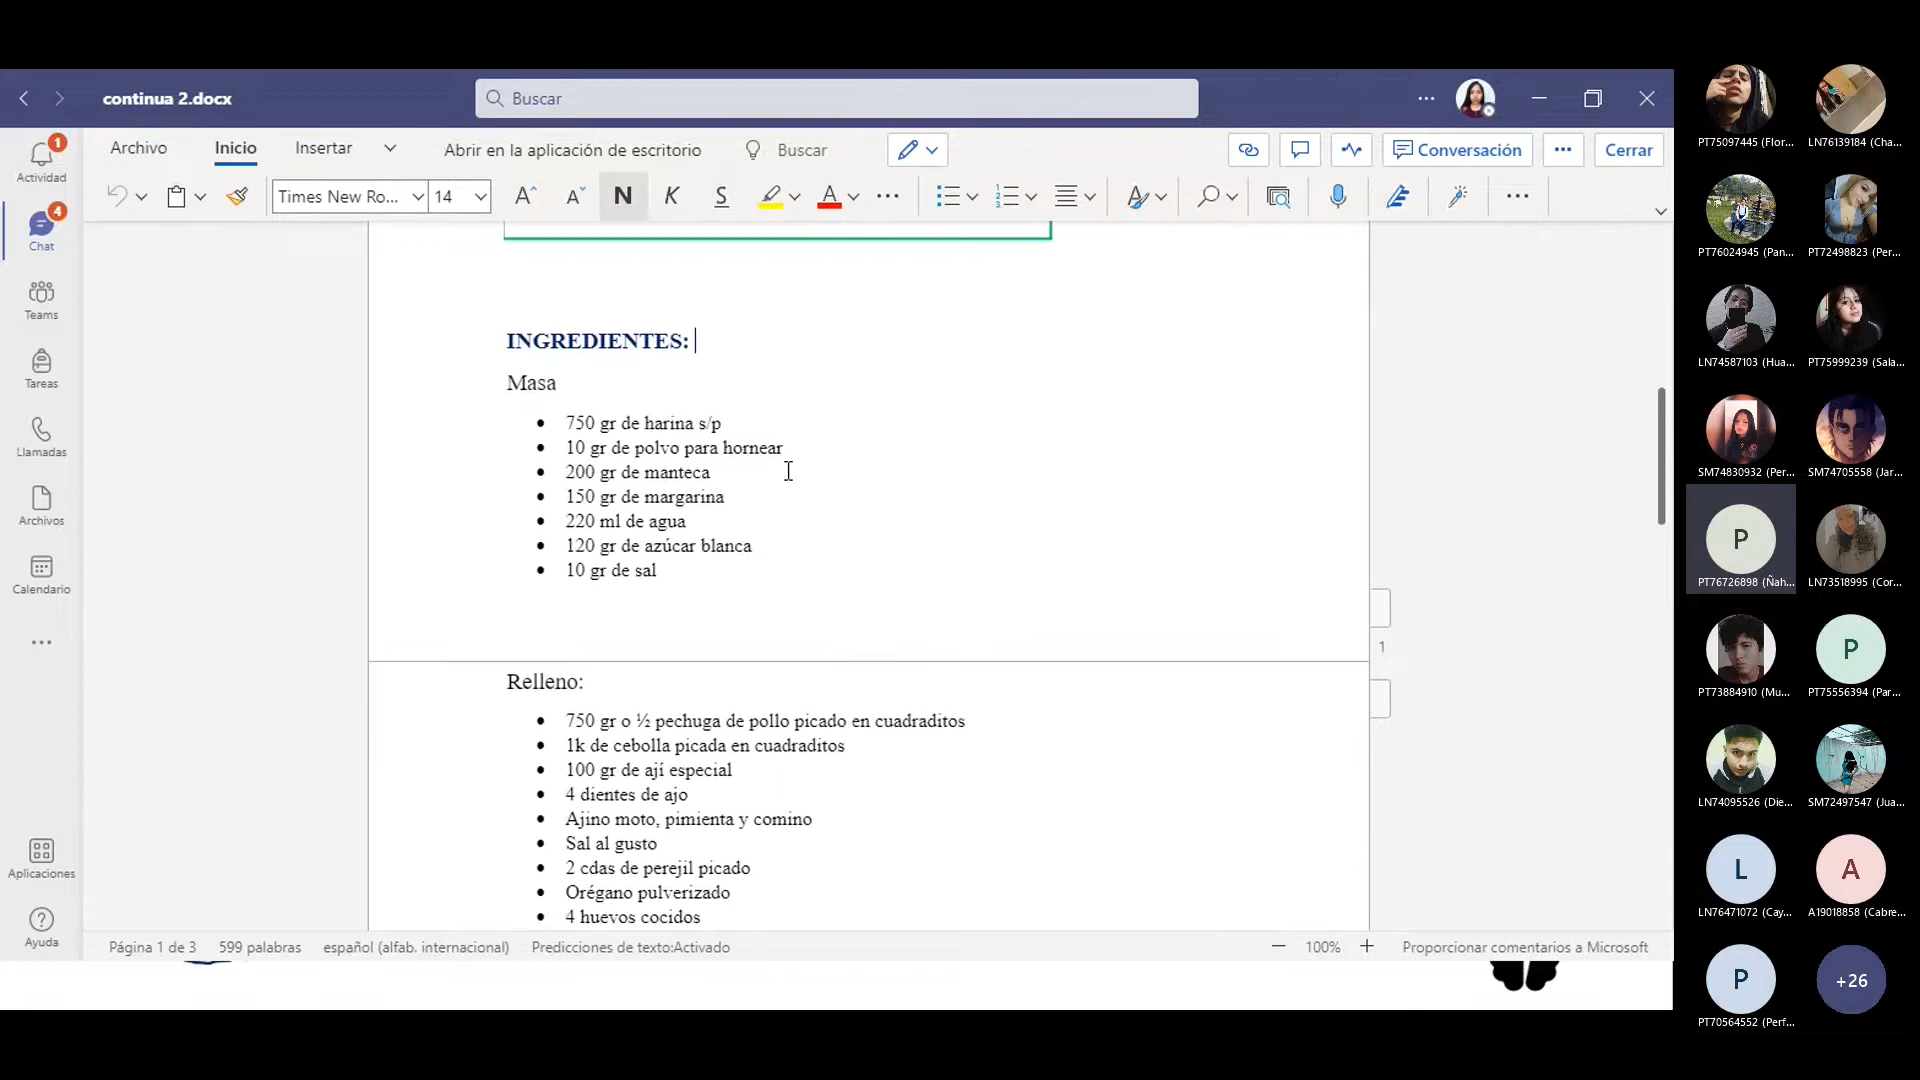 continua 2.docx
Buscar
Archivo
Inicio
Insertar
Abrir en la aplicación de escritorio
Buscar
Conversación
Cerrar
Times New Ro...
14
N
K
S
1
Actividad
4
Chat
Teams
Tareas
Llamadas
Archivos
Calendario
Aplicaciones
Ayuda
INGREDIENTES:
Masa
• 750 gr de harina s/p
• 10 gr de polvo para hornear
• 200 gr de manteca
• 150 gr de margarina
• 220 ml de agua
• 120 gr de azúcar blanca
• 10 gr de sal
1
Relleno:
• 750 gr o ½ pechuga de pollo picado en cuadraditos
• 1k de cebolla picada en cuadraditos
• 100 gr de ají especial
• 4 dientes de ajo
• Ajino moto, pimienta y comino
• Sal al gusto
• 2 cdas de perejil picado
• Orégano pulverizado
• 4 huevos cocidos
Página 1 de 3
599 palabras
español (alfab. internacional)
Predicciones de texto:Activado
100%
Proporcionar comentarios a Microsoft
PT75097445 (Flor...
LN76139184 (Cha...
PT76024945 (Pan...
PT72498823 (Per...
LN74587103 (Hua...
PT75999239 (Sala...
SM74830932 (Per...
SM74705558 (Jar...
P
PT76726898 (Ñah...
LN73518995 (Cor...
PT73884910 (Mu...
P
PT75556394 (Par...
LN74095526 (Die...
SM72497547 (Jua...
L
LN76471072 (Cay...
A
A19018858 (Cabre...
P
PT70564552 (Perf...
+26